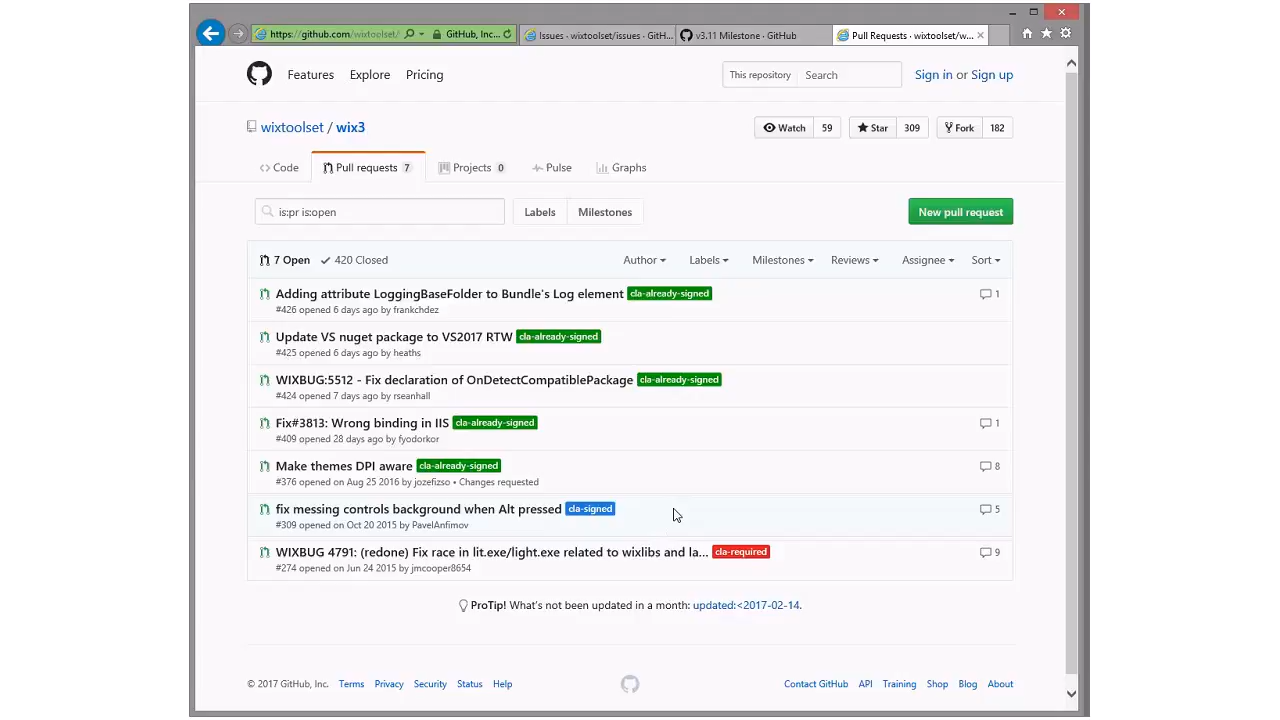 https://github.com/wixtoolset/
GitHub, Inc...
Issues · wixtoolset/issues · GitH...
v3.11 Milestone · GitHub
Pull Requests · wixtoolset/w...
Features
Explore
Pricing
This repository
Search
Sign in or Sign up
wixtoolset / wix3
Watch 59
Star 309
Fork 182
Code
Pull requests 7
Projects 0
Pulse
Graphs
is:pr is:open
Labels
Milestones
New pull request
7 Open
420 Closed
Author
Labels
Milestones
Reviews
Assignee
Sort
Adding attribute LoggingBaseFolder to Bundle's Log element cla-already-signed 1
#426 opened 6 days ago by frankchdez
Update VS nuget package to VS2017 RTW cla-already-signed
#425 opened 6 days ago by heaths
WIXBUG:5512 - Fix declaration of OnDetectCompatiblePackage cla-already-signed
#424 opened 7 days ago by rseanhall
Fix#3813: Wrong binding in IIS cla-already-signed 1
#409 opened 28 days ago by fyodorkor
Make themes DPI aware cla-already-signed 8
#376 opened on Aug 25 2016 by jozefizso • Changes requested
fix messing controls background when Alt pressed cla-signed 5
#309 opened on Oct 20 2015 by PavelAnfimov
WIXBUG 4791: (redone) Fix race in lit.exe/light.exe related to wixlibs and la... cla-required 9
#274 opened on Jun 24 2015 by jmcooper8654
ProTip! What's not been updated in a month: updated:<2017-02-14.
© 2017 GitHub, Inc.
Terms
Privacy
Security
Status
Help
Contact GitHub
API
Training
Shop
Blog
About